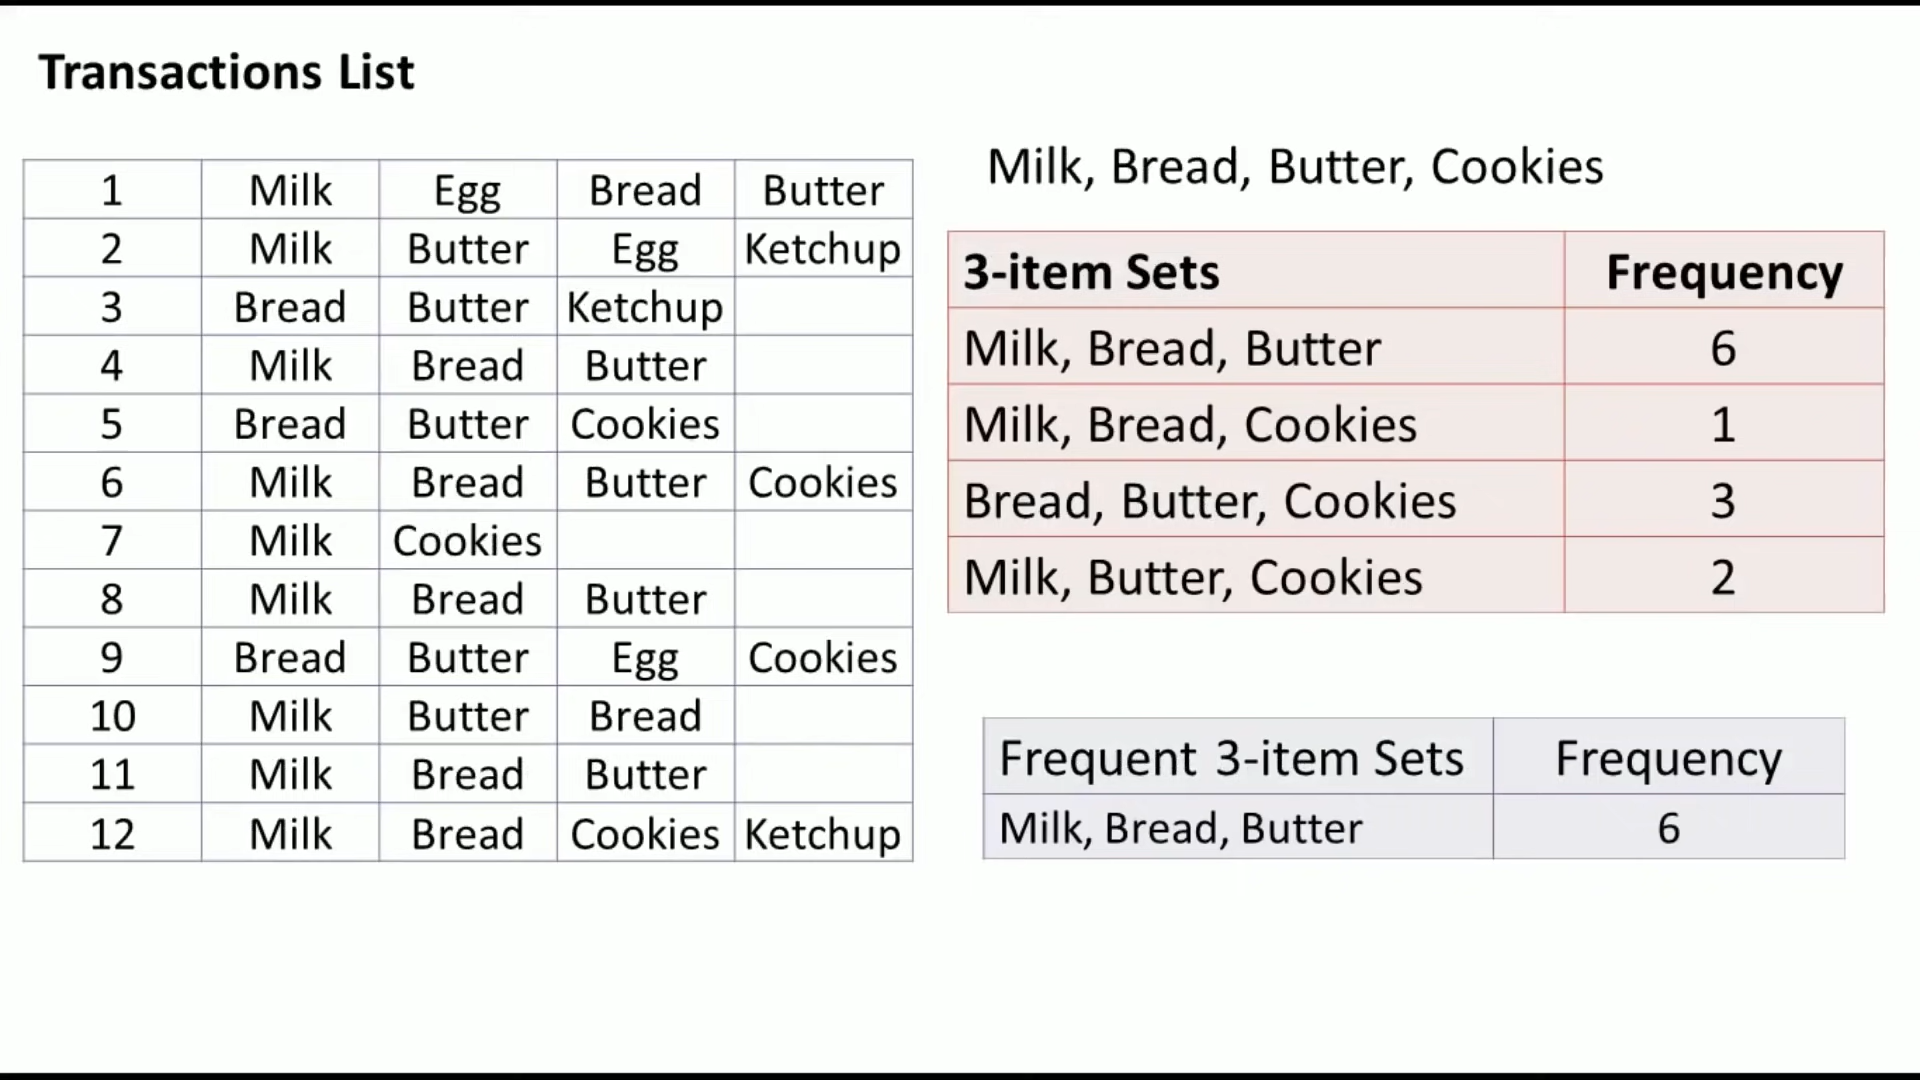 Transactions List
1 Milk Egg Bread Butter
2 Milk Butter Egg Ketchup
3 Bread Butter Ketchup
4 Milk Bread Butter
5 Bread Butter Cookies
6 Milk Bread Butter Cookies
7 Milk Cookies
8 Milk Bread Butter
9 Bread Butter Egg Cookies
10 Milk Butter Bread
11 Milk Bread Butter
12 Milk Bread Cookies Ketchup
Milk, Bread, Butter, Cookies
3-item Sets Frequency
Milk, Bread, Butter 6
Milk, Bread, Cookies 1
Bread, Butter, Cookies 3
Milk, Butter, Cookies 2
Frequent 3-item Sets Frequency
Milk, Bread, Butter 6